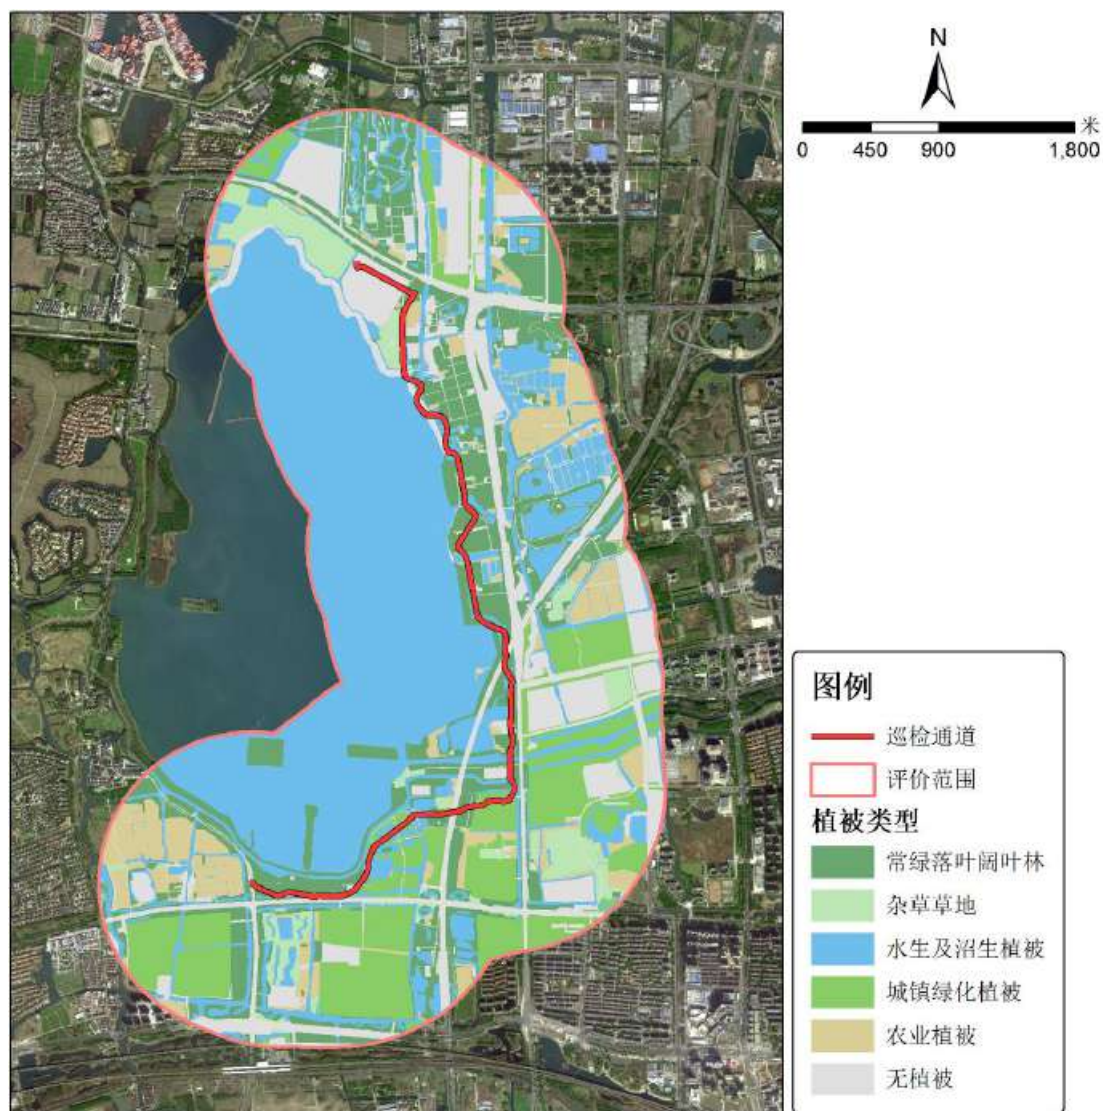 N
米
0 450 900 1,800
图例
巡检通道
评价范围
植被类型
常绿落叶阔叶林
杂草草地
水生及沼生植被
城镇绿化植被
农业植被
无植被